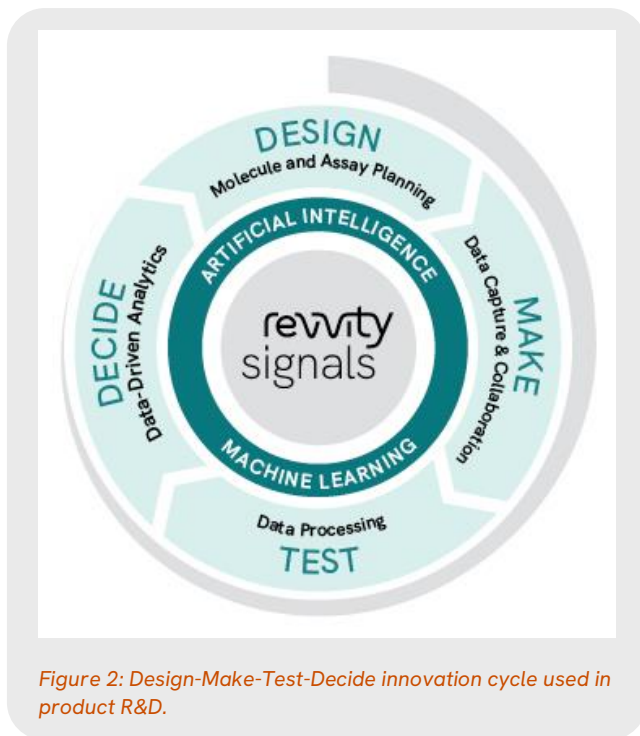 DESIGN
Molecule and Assay Planning
MAKE
Data Capture & Collaboration
TEST
Data Processing
DECIDE
Data-Driven Analytics
ARTIFICIAL INTELLIGENCE
MACHINE LEARNING
revvity
signals
Figure 2: Design-Make-Test-Decide innovation cycle used in
product R&D.